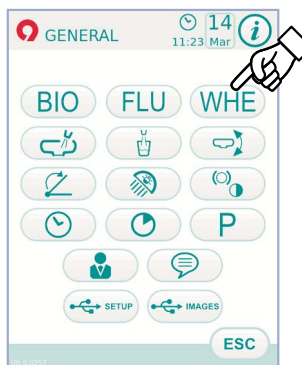 GENERAL 14
11:23 Mar i
BIO FLU WHE
P
SETUP IMAGES
ESC